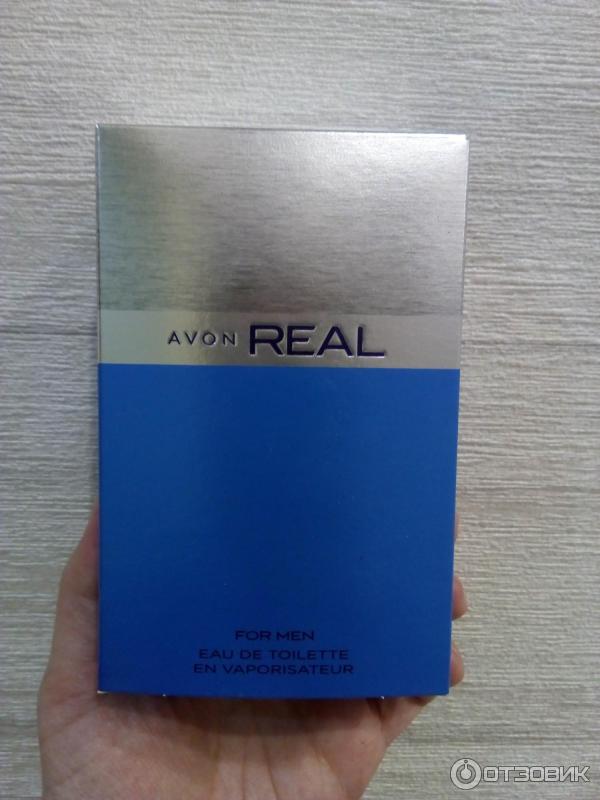 AVON REAL
FOR MEN
EAU DE TOILETTE
EN VAPORISATEUR
ОТЗОВИК